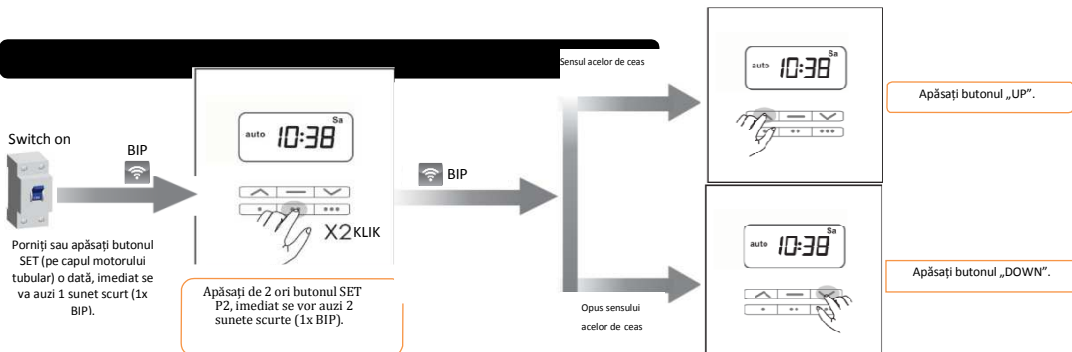 Switch on
BIP
Porniți sau apăsați butonul
SET (pe capul motorului
tubular) o dată, imediat se
va auzi 1 sunet scurt (1x
BIP).
Sa
auto 10:38
X2KLIK
Apăsați de 2 ori butonul SET
P2, imediat se vor auzi 2
sunete scurte (1x BIP).
BIP
Sensul acelor de ceas
Sa
auto 10:38
Apăsați butonul „UP”.
Opus sensului
acelor de ceas
Sa
auto 10:38
Apăsați butonul „DOWN”.